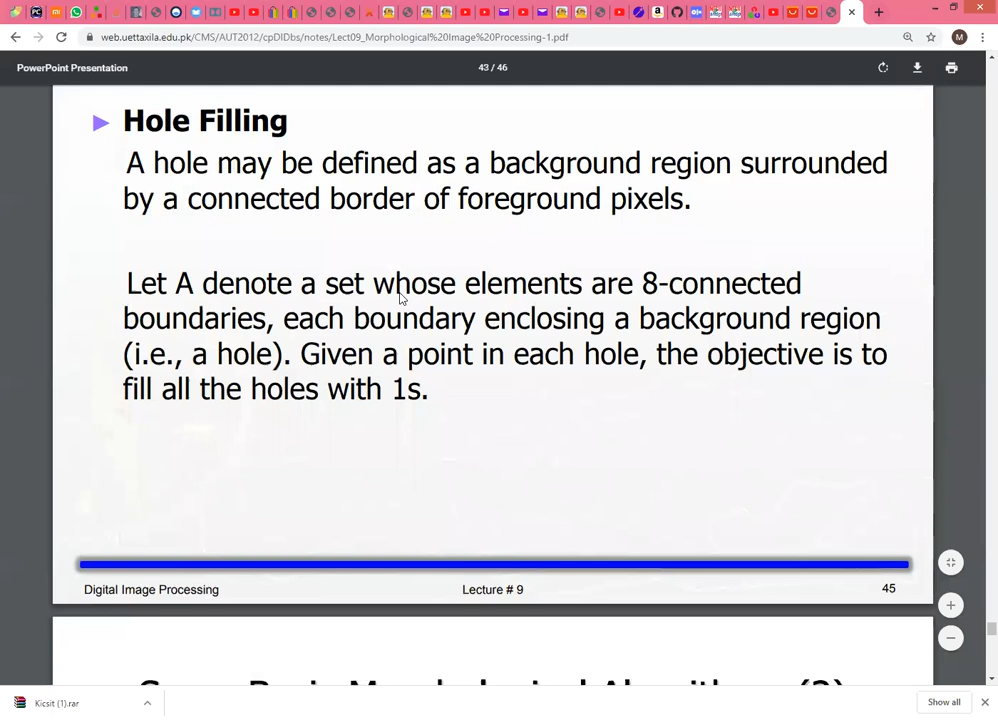 web.uettaxila.edu.pk/CMS/AUT2012/cpDIDbs/notes/Lect09_Morphological%20Image%20Processing-1.pdf
PowerPoint Presentation
43 / 46
Hole Filling
A hole may be defined as a background region surrounded
by a connected border of foreground pixels.
Let A denote a set whose elements are 8-connected
boundaries, each boundary enclosing a background region
(i.e., a hole). Given a point in each hole, the objective is to
fill all the holes with 1s.
Digital Image Processing
Lecture # 9
45
Kicsit (1).rar
Show all